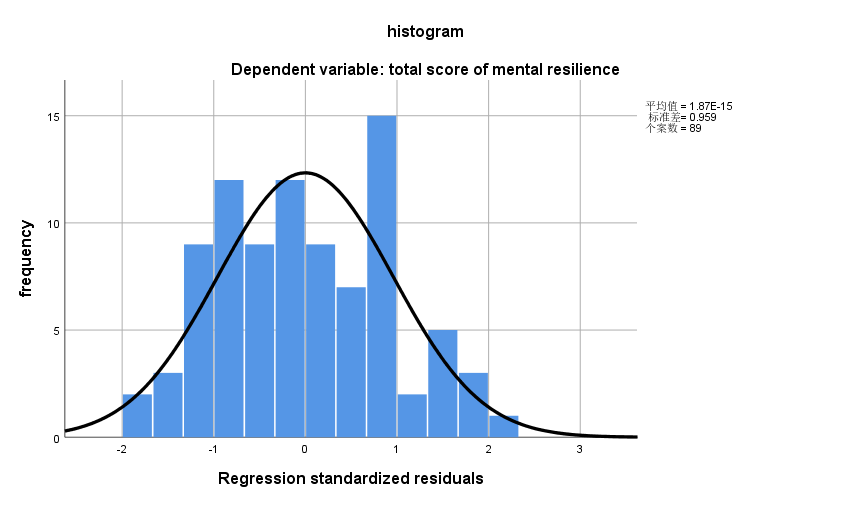 histogram
Dependent variable: total score of mental resilience
平均值 = 1.87E-15
标准差= 0.959
个案数 = 89
frequency
15
10
5
0
-2
-1
0
1
2
3
Regression standardized residuals